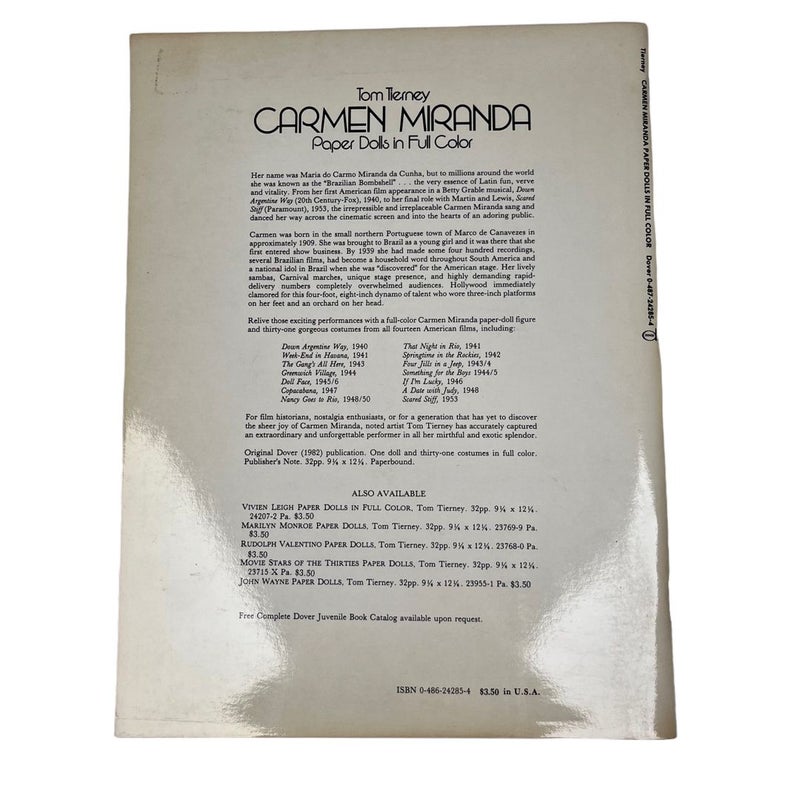 Tom Tierney
CARMEN MIRANDA
Paper Dolls in Full Color
Her name was Maria do Carmo Miranda da Cunha, but to millions around the world
she was known as the "Brazilian Bombshell" . . . the very essence of Latin fun, verve
and vitality. From her first American film appearance in a Betty Grable musical, Down
Argentine Way (20th Century-Fox), 1940, to her final role with Martin and Lewis, Scared
Stiff (Paramount), 1953, the irrepressible and irreplaceable Carmen Miranda sang and
danced her way across the cinematic screen and into the hearts of an adoring public.
Carmen was born in the small northern Portuguese town of Marco de Canavezes in
approximately 1909. She was brought to Brazil as a young girl and it was there that she
first entered show business. By 1939 she had made some four hundred recordings,
several Brazilian films, had become a household word throughout South America and
a national idol in Brazil when she was "discovered" for the American stage. Her lively
sambas, Carnival marches, unique stage presence, and highly demanding rapid-
delivery numbers completely overwhelmed audiences. Hollywood immediately
clamored for this four-foot, eight-inch dynamo of talent who wore three-inch platforms
on her feet and an orchard on her head.
Relive those exciting performances with a full-color Carmen Miranda paper-doll figure
and thirty-one gorgeous costumes from all fourteen American films, including:
Down Argentine Way, 1940
Week-End in Havana, 1941
The Gang's All Here, 1943
Greenwich Village, 1944
Doll Face, 1945/6
Copacabana, 1947
Nancy Goes to Rio, 1948/50
That Night in Rio, 1941
Springtime in the Rockies, 1942
Four Jills in a Jeep, 1943/4
Something for the Boys 1944/5
If I'm Lucky, 1946
A Date with Judy, 1948
Scared Stiff, 1953
For film historians, nostalgia enthusiasts, or for a generation that has yet to discover
the sheer joy of Carmen Miranda, noted artist Tom Tierney has accurately captured
an extraordinary and unforgettable performer in all her mirthful and exotic splendor.
Original Dover (1982) publication. One doll and thirty-one costumes in full color.
Publisher's Note. 32pp. 9¼ x 12¼. Paperbound.
ALSO AVAILABLE
VIVIEN LEIGH PAPER DOLLS IN FULL COLOR, Tom Tierney. 32pp. 9¼ x 12¼.
24207-2 Pa. $3.50
MARILYN MONROE PAPER DOLLS, Tom Tierney. 32pp. 9¼ x 12¼. 23769-9 Pa.
$3.50
RUDOLPH VALENTINO PAPER DOLLS, Tom Tierney. 32pp. 9¼ x 12¼. 23768-0 Pa.
$3.50
MOVIE STARS OF THE THIRTIES PAPER DOLLS, Tom Tierney. 32pp. 9¼ x 12¼.
23715-X Pa. $3.50
JOHN WAYNE PAPER DOLLS, Tom Tierney. 32pp. 9¼ x 12¼. 23955-1 Pa. $3.50
Free Complete Dover Juvenile Book Catalog available upon request.
ISBN 0-486-24285-4 $3.50 in U.S.A.
Tierney CARMEN MIRANDA PAPER DOLLS IN FULL COLOR Dover 0-487-24285-4